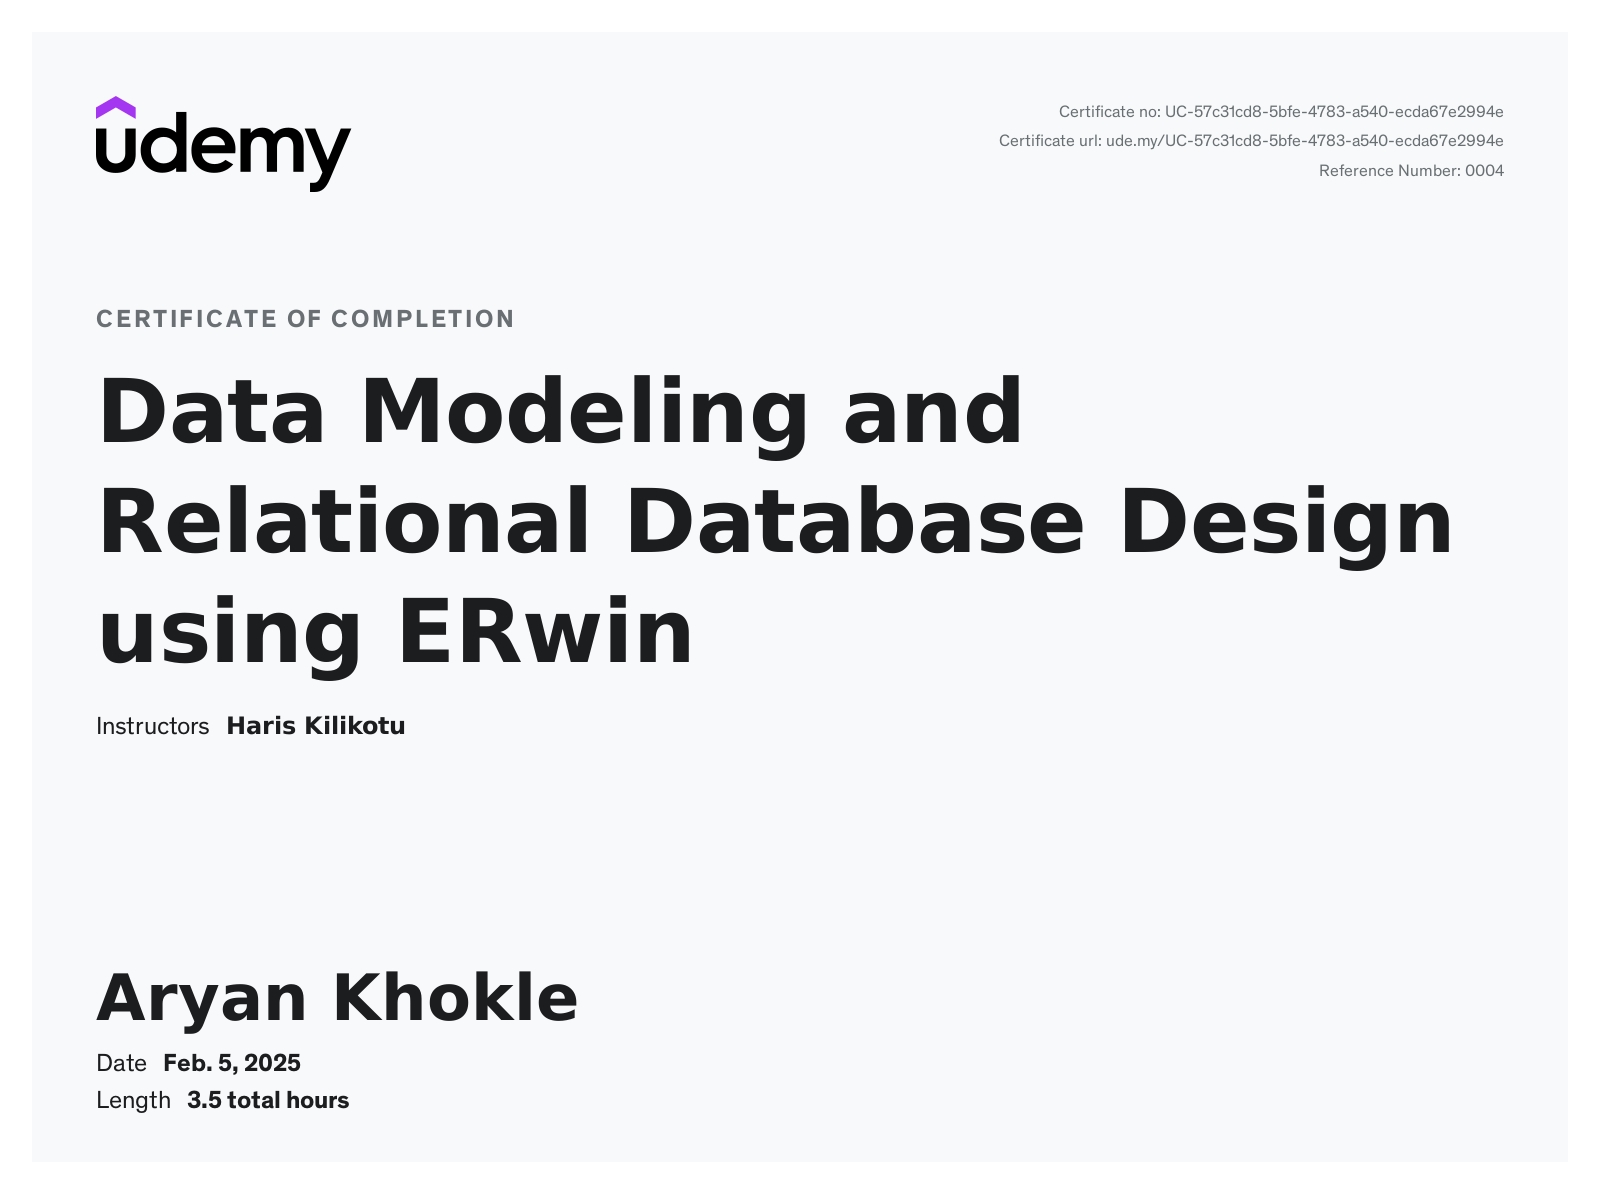 udemy
Certificate no: UC-57c31cd8-5bfe-4783-a540-ecda67e2994e
Certificate url: ude.my/UC-57c31cd8-5bfe-4783-a540-ecda67e2994e
Reference Number: 0004
CERTIFICATE OF COMPLETION
Data Modeling and
Relational Database Design
using ERwin
Instructors Haris Kilikotu
Aryan Khokle
Date Feb. 5, 2025
Length 3.5 total hours